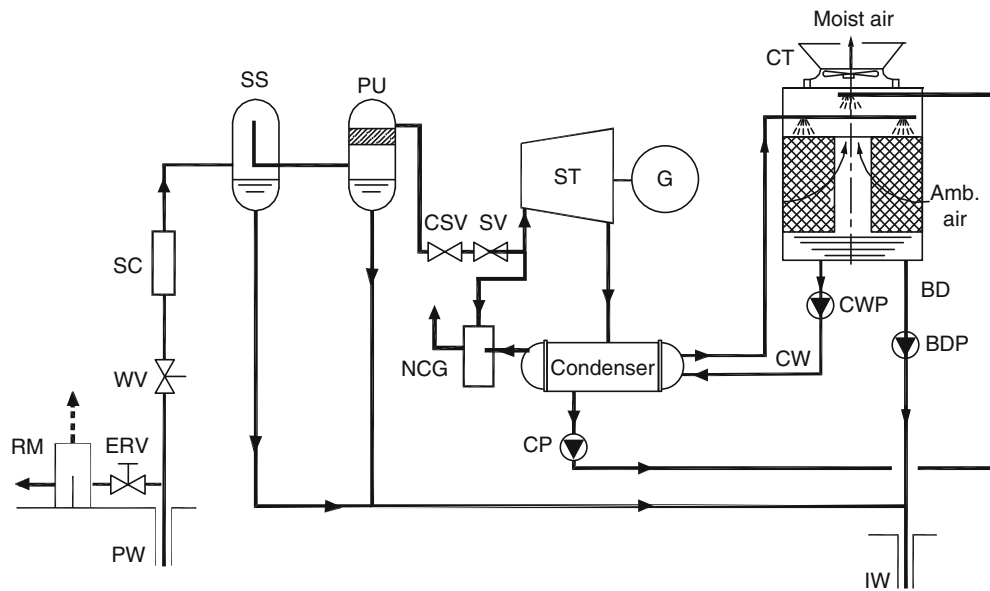 Moist air
CT
SS
PU
ST
G
Amb.
air
CSV
SV
SC
BD
CWP
NCG
Condenser
CW
BDP
WV
CP
RM
ERV
PW
IW